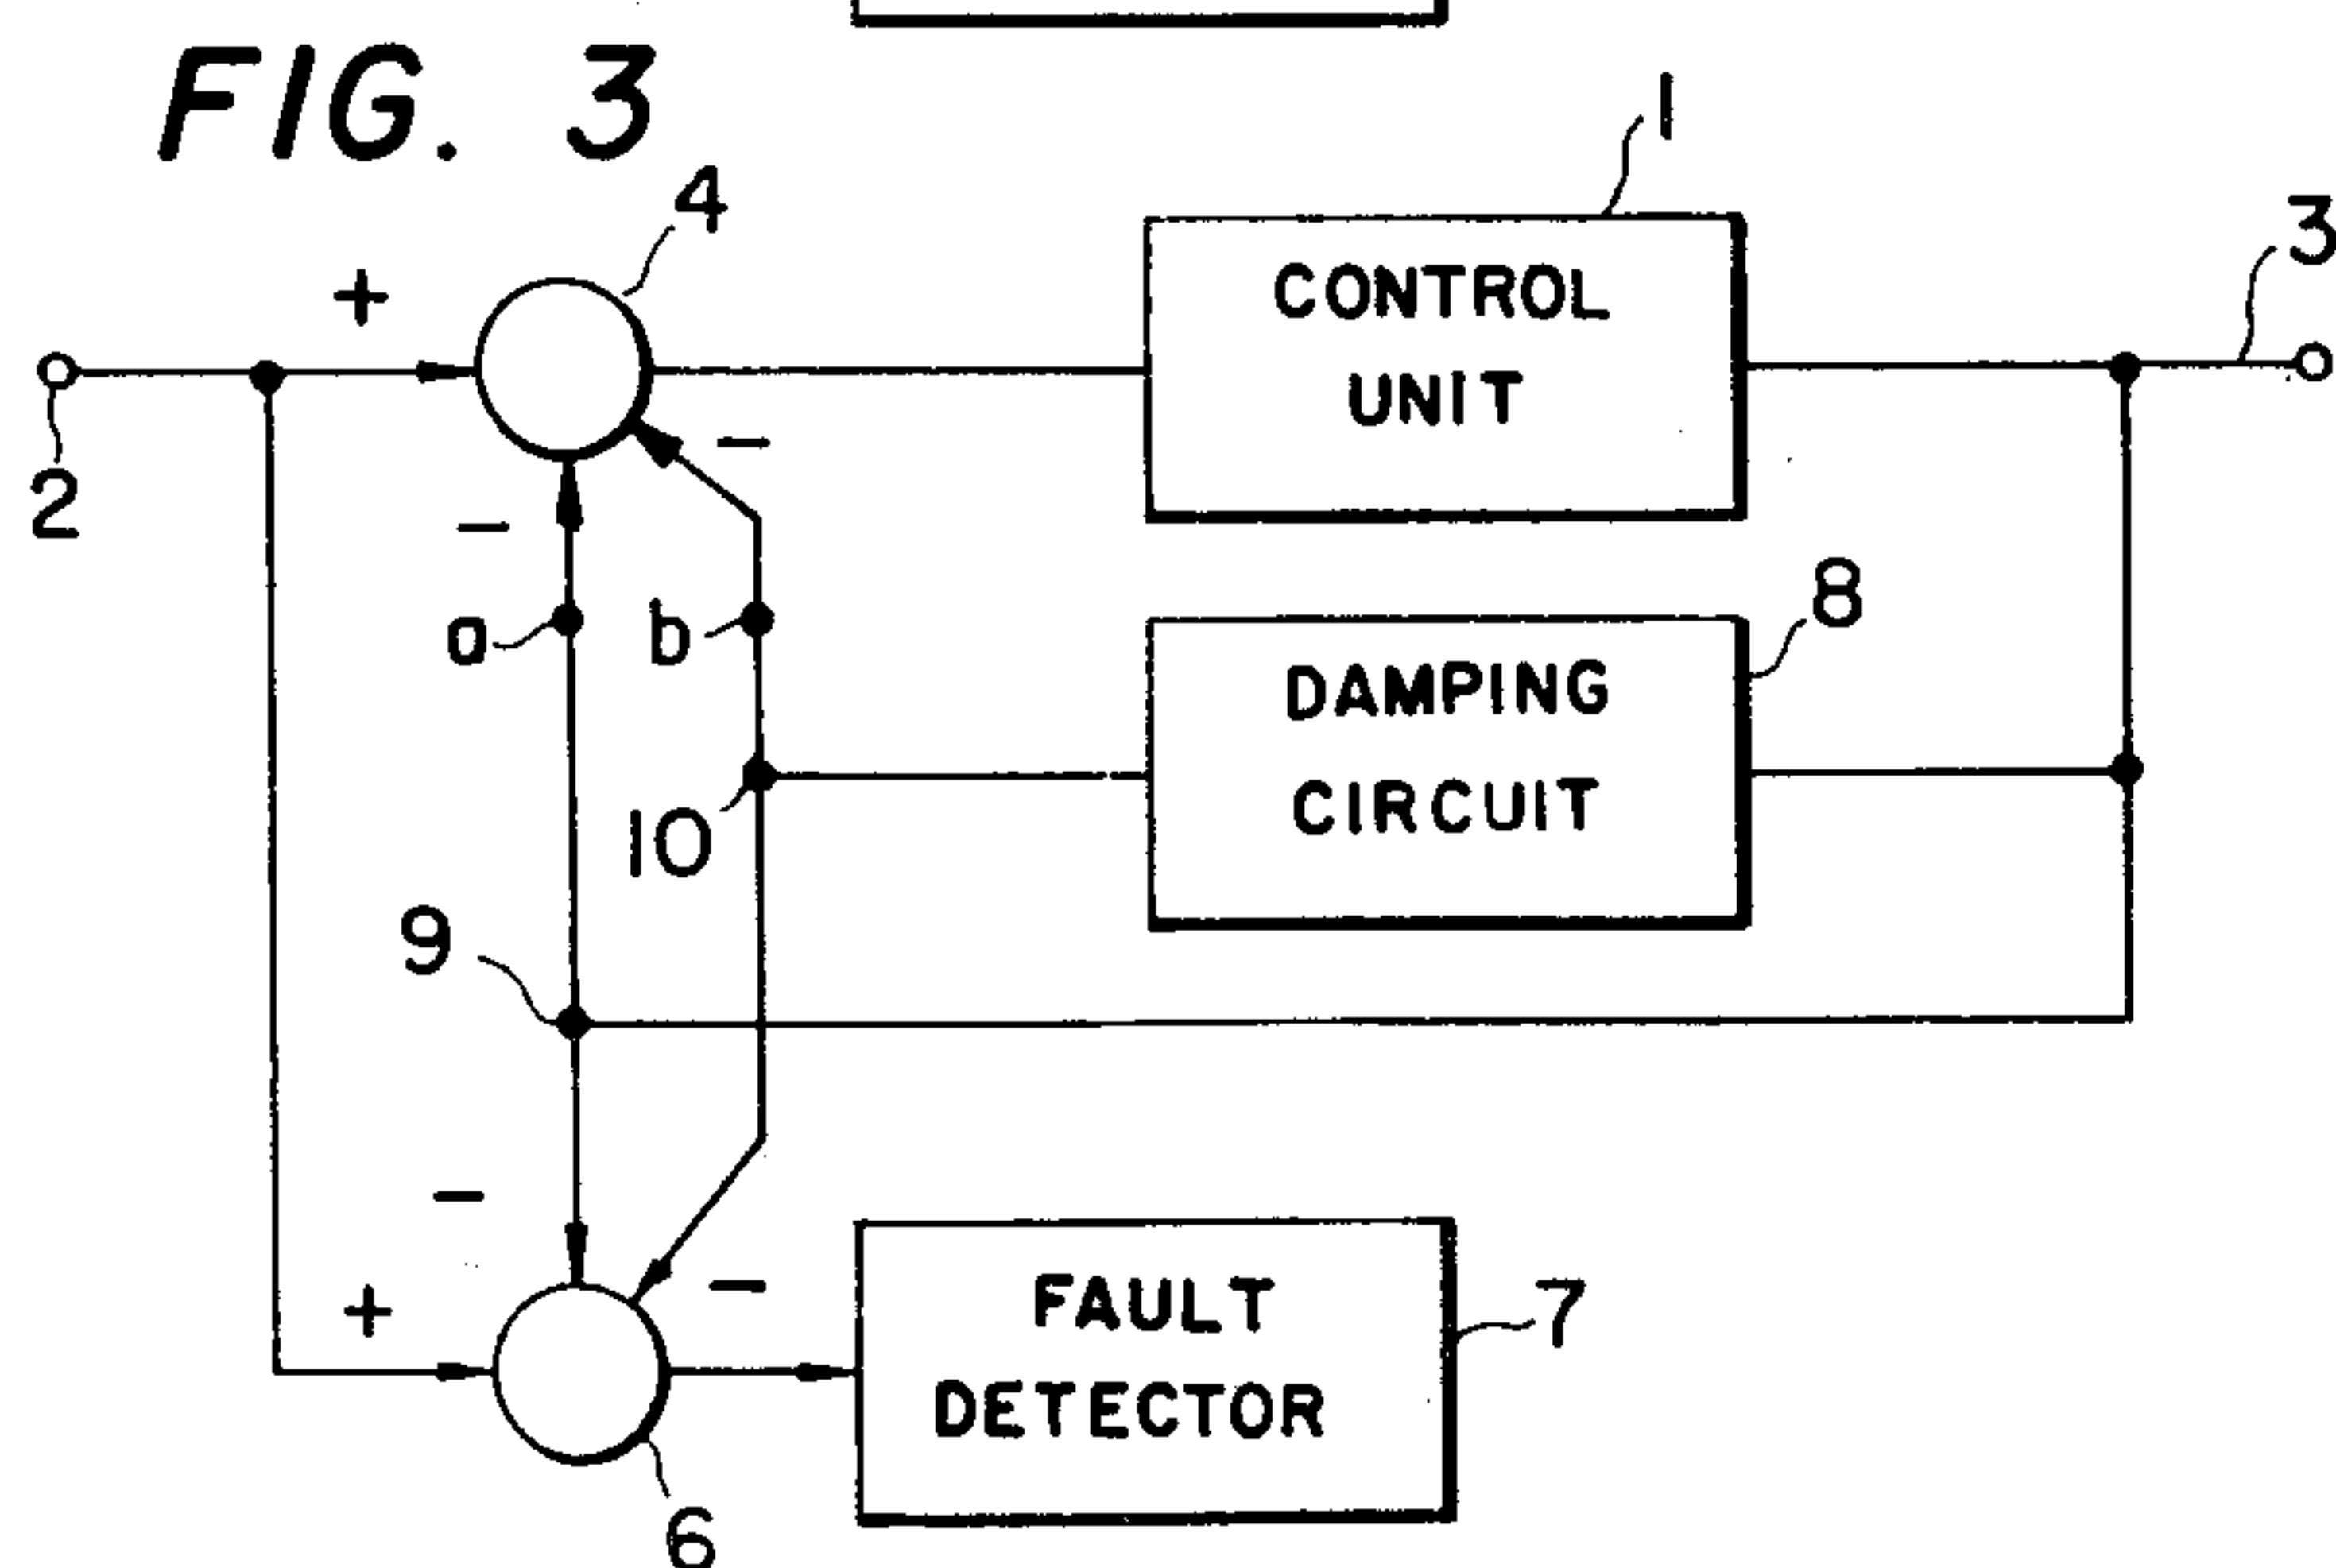 FIG. 3
1
3
4
+
CONTROL
UNIT
−
2
−
8
a
b
DAMPING
CIRCUIT
10
9
−
−
FAULT
DETECTOR
7
+
6